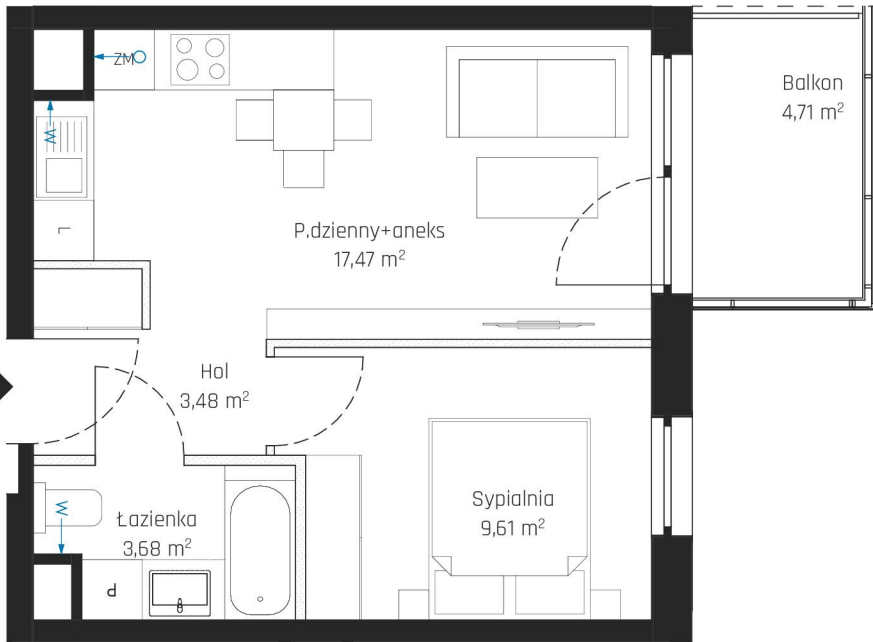 ZM
Balkon
4,71 m²
W
L
P.dzienny+aneks
17,47 m²
Hol
3,48 m²
W
Łazienka
3,68 m²
Sypialnia
9,61 m²
P